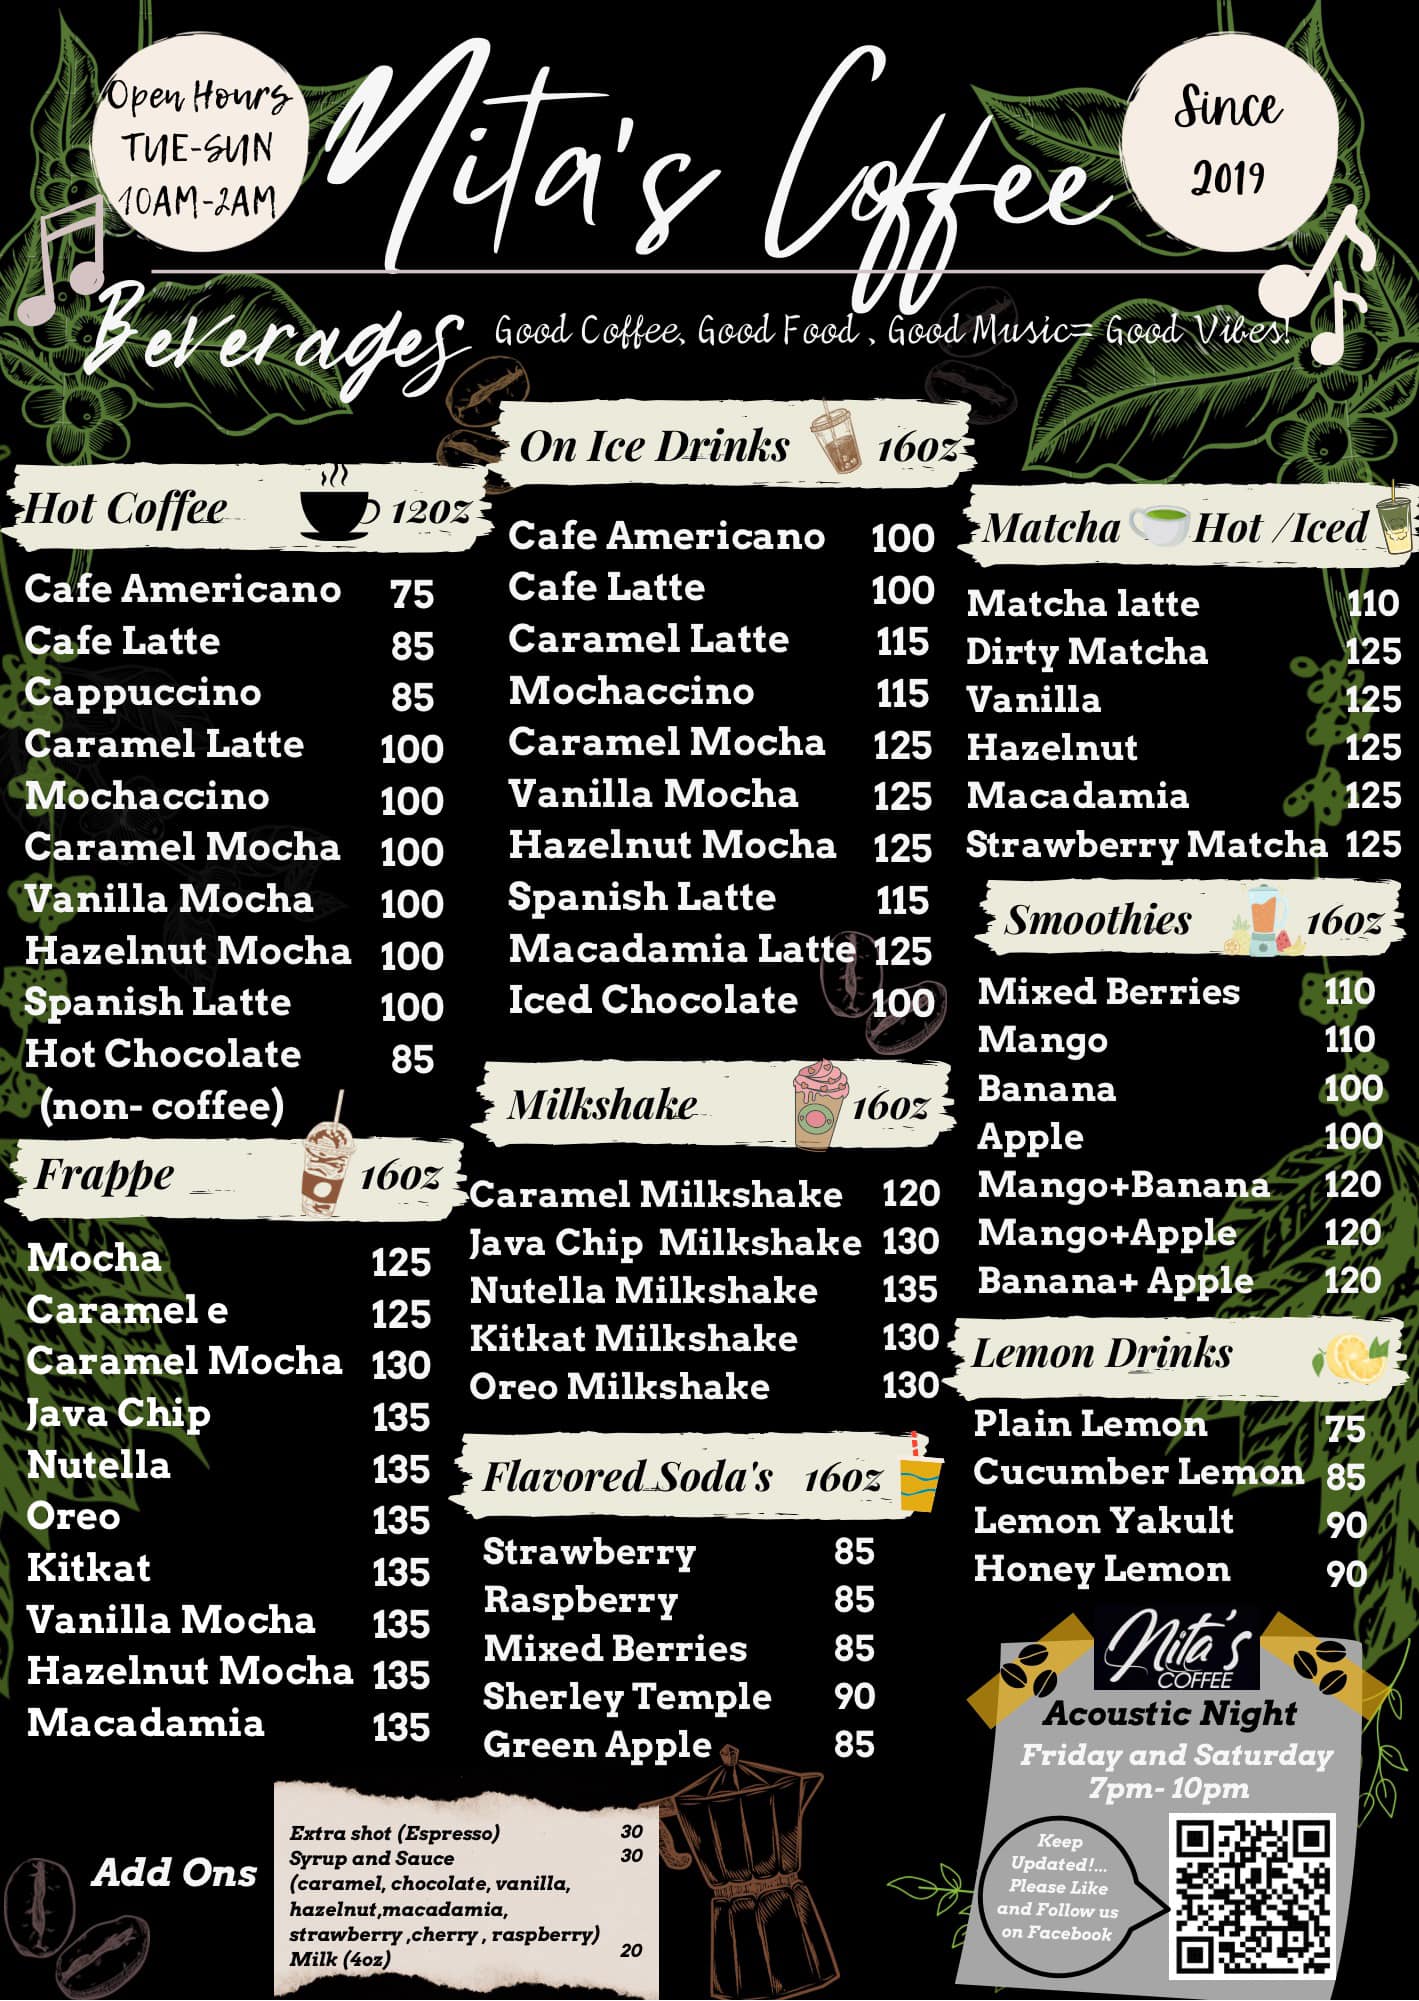 Open Hours
TUE-SUN
10AM-2AM
Nita's Coffee
Since
2019
Beverages
Good Coffee, Good Food , Good Music= Good Vibes!
Hot Coffee 12oz
Cafe Americano 75
Cafe Latte 85
Cappuccino 85
Caramel Latte 100
Mochaccino 100
Caramel Mocha 100
Vanilla Mocha 100
Hazelnut Mocha 100
Spanish Latte 100
Hot Chocolate 85
(non- coffee)
Frappe 16oz
Mocha 125
Caramel e 125
Caramel Mocha 130
Java Chip 135
Nutella 135
Oreo 135
Kitkat 135
Vanilla Mocha 135
Hazelnut Mocha 135
Macadamia 135
On Ice Drinks 16oz
Cafe Americano 100
Cafe Latte 100
Caramel Latte 115
Mochaccino 115
Caramel Mocha 125
Vanilla Mocha 125
Hazelnut Mocha 125
Spanish Latte 115
Macadamia Latte 125
Iced Chocolate 100
Milkshake 16oz
Caramel Milkshake 120
Java Chip Milkshake 130
Nutella Milkshake 135
Kitkat Milkshake 130
Oreo Milkshake 130
Flavored Soda's 16oz
Strawberry 85
Raspberry 85
Mixed Berries 85
Sherley Temple 90
Green Apple 85
Matcha Hot /Iced
Matcha latte 110
Dirty Matcha 125
Vanilla 125
Hazelnut 125
Macadamia 125
Strawberry Matcha 125
Smoothies 16oz
Mixed Berries 110
Mango 110
Banana 100
Apple 100
Mango+Banana 120
Mango+Apple 120
Banana+ Apple 120
Lemon Drinks
Plain Lemon 75
Cucumber Lemon 85
Lemon Yakult 90
Honey Lemon 90
Add Ons
Extra shot (Espresso) 30
Syrup and Sauce 30
(caramel, chocolate, vanilla,
hazelnut,macadamia,
strawberry ,cherry , raspberry)
Milk (4oz) 20
Nita's
COFFEE
Acoustic Night
Friday and Saturday
7pm- 10pm
Keep
Updated!...
Please Like
and Follow us
on Facebook